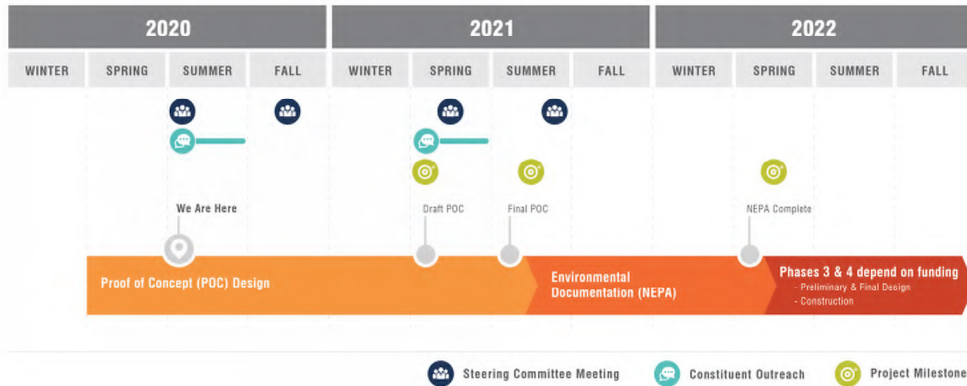 2020 2021 2022
WINTER SPRING SUMMER FALL WINTER SPRING SUMMER FALL WINTER SPRING SUMMER FALL
We Are Here Draft POC Final POC NEPA Complete
Proof of Concept (POC) Design
Environmental
Documentation (NEPA)
Phases 3 & 4 depend on funding
- Preliminary & Final Design
- Construction
Steering Committee Meeting Constituent Outreach Project Milestone